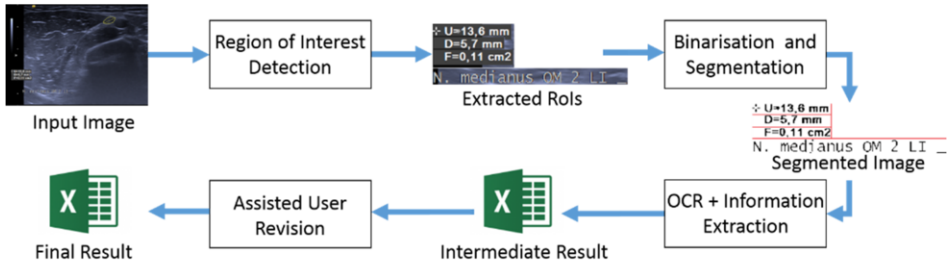 Input Image
Region of Interest
Detection
U=13,6 mm
D=5,7 mm
F=0,11 cm2
N. medianus OM 2 LI _
Extracted RoIs
Binarisation and
Segmentation
U=13,6 mm
D=5,7 mm
F=0,11 cm2
N. medianus OM 2 LI _
Segmented Image
OCR + Information
Extraction
X
Intermediate Result
Assisted User
Revision
X
Final Result